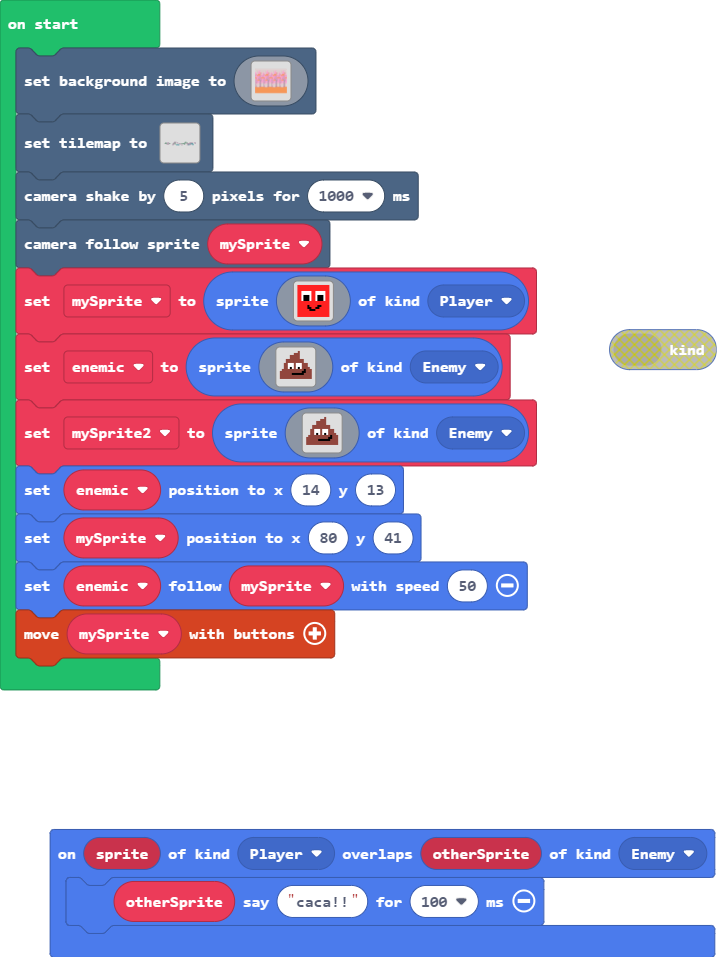 on start
set background image to
set tilemap to
camera shake by 5 pixels for 1000 ms
camera follow sprite mySprite
set mySprite to sprite of kind Player
kind
set enemic to sprite of kind Enemy
set mySprite2 to sprite of kind Enemy
set enemic position to x 14 y 13
set mySprite position to x 80 y 41
set enemic follow mySprite with speed 50
move mySprite with buttons
on sprite of kind Player overlaps otherSprite of kind Enemy
otherSprite say "caca!!" for 100 ms